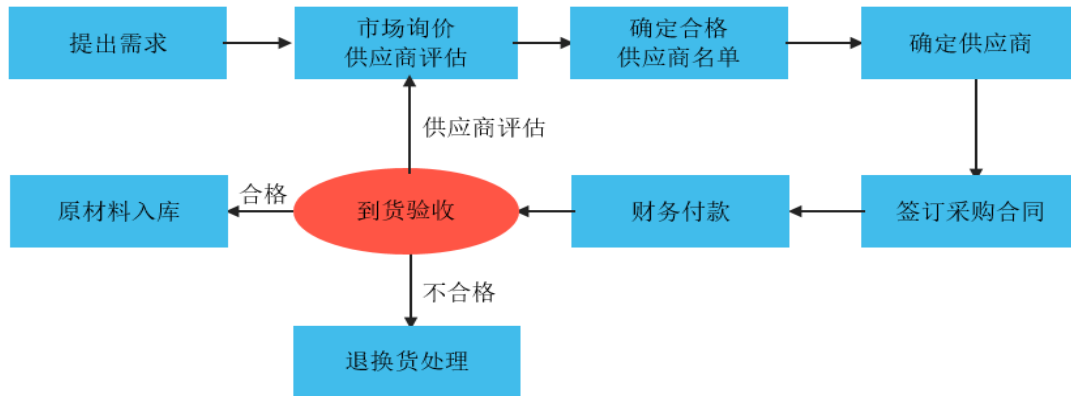 提出需求
市场询价
供应商评估
确定合格
供应商名单
确定供应商
供应商评估
原材料入库
合格
到货验收
财务付款
签订采购合同
不合格
退换货处理